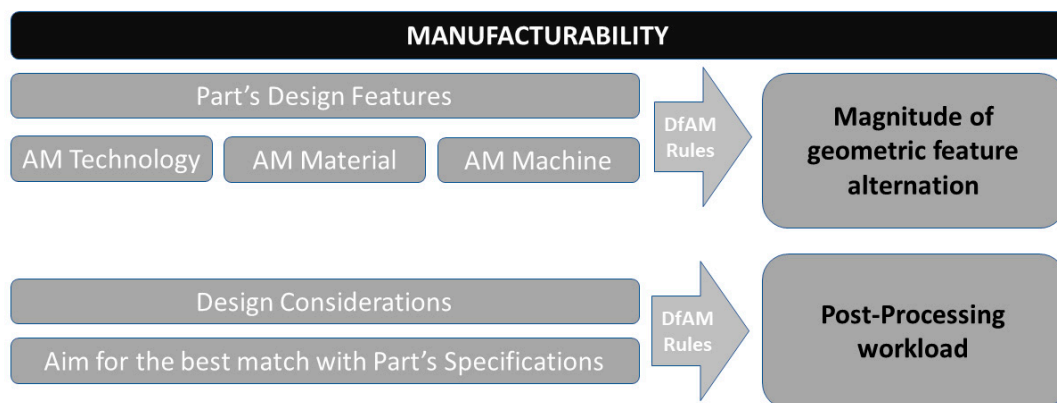 MANUFACTURABILITY
Part's Design Features
AM Technology
AM Material
AM Machine
DfAM
Rules
Magnitude of
geometric feature
alternation
Design Considerations
Aim for the best match with Part's Specifications
DfAM
Rules
Post-Processing
workload